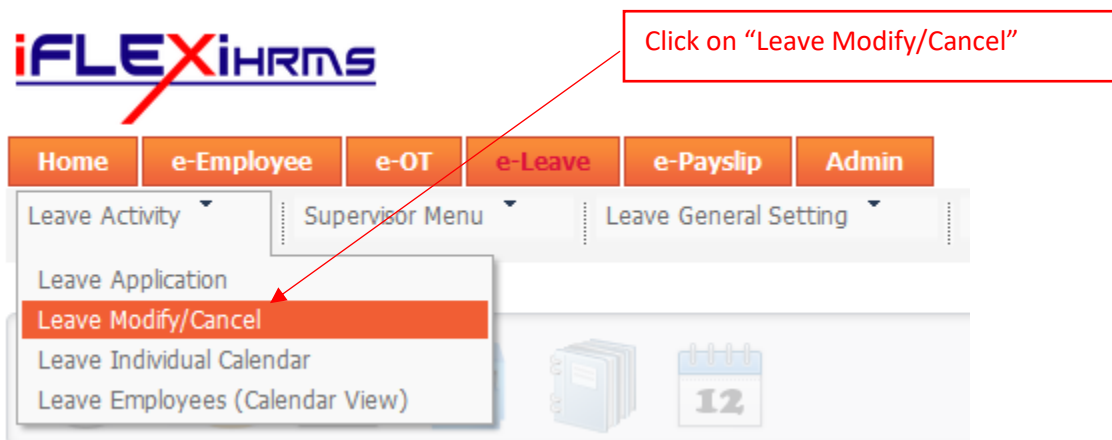 iFLEXiHRMS
Click on “Leave Modify/Cancel”
Home e-Employee e-OT e-Leave e-Payslip Admin
Leave Activity Supervisor Menu Leave General Setting
Leave Application
Leave Modify/Cancel
Leave Individual Calendar
Leave Employees (Calendar View)
12